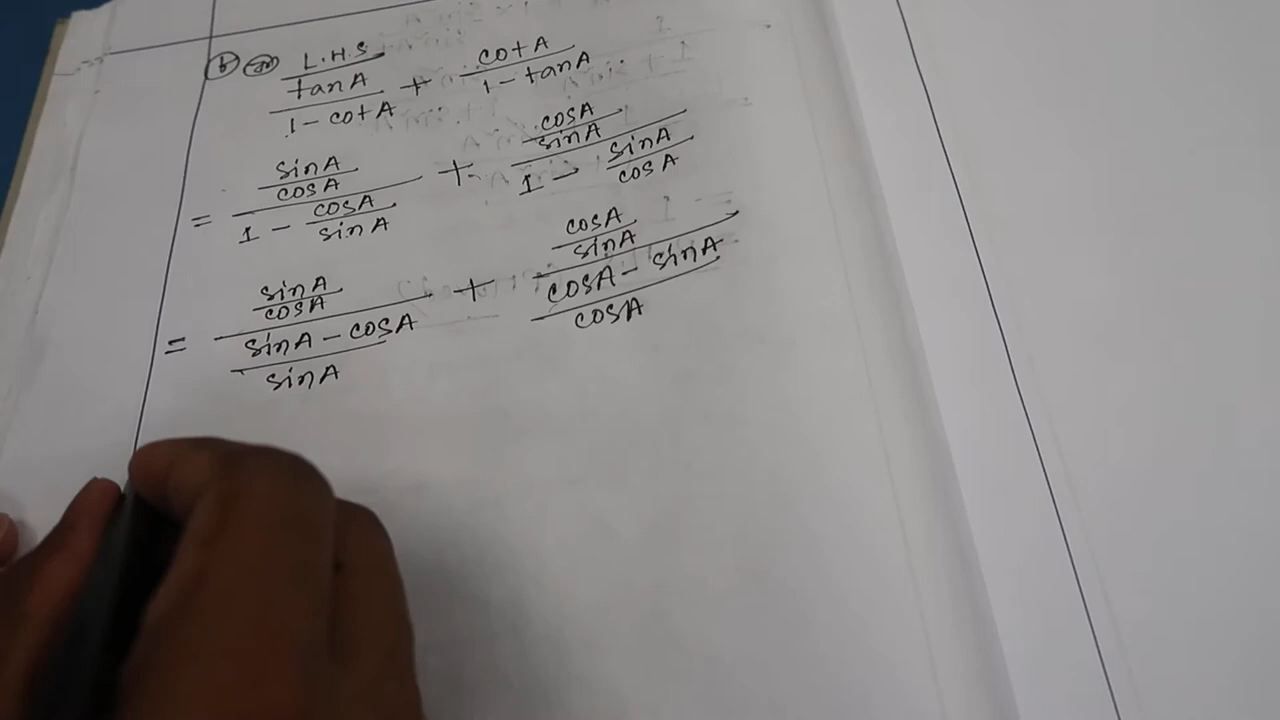 b) L.H.S
tanA/(1 - cotA) + cotA/(1 - tanA)
= (sinA/cosA)/(1 - cosA/sinA) + (cosA/sinA)/(1 - sinA/cosA)
= (sinA/cosA)/((sinA - cosA)/sinA) + (cosA/sinA)/((cosA - sinA)/cosA)